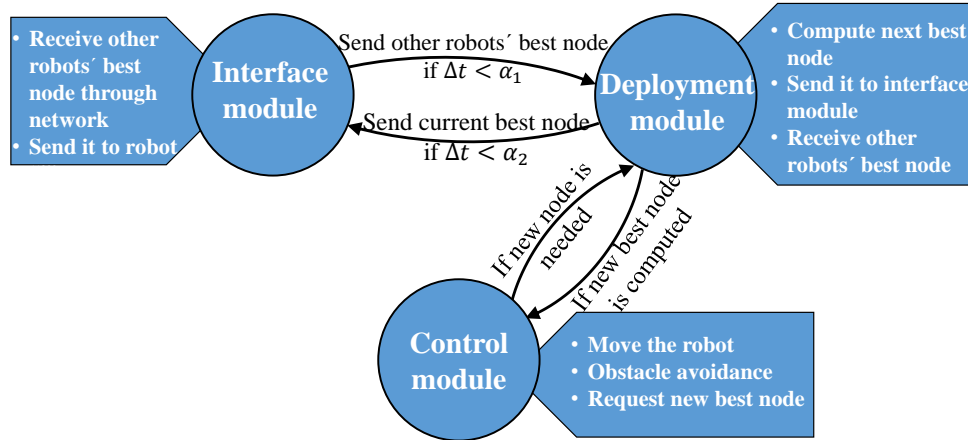 • Receive other
robots´ best
node through
network
• Send it to robot
Interface
module
Send other robots´ best node
if Δt < α₁
Send current best node
if Δt < α₂
Deployment
module
• Compute next best
node
• Send it to interface
module
• Receive other
robots´ best node
If new node is
needed
If new best node
is computed
Control
module
• Move the robot
• Obstacle avoidance
• Request new best node